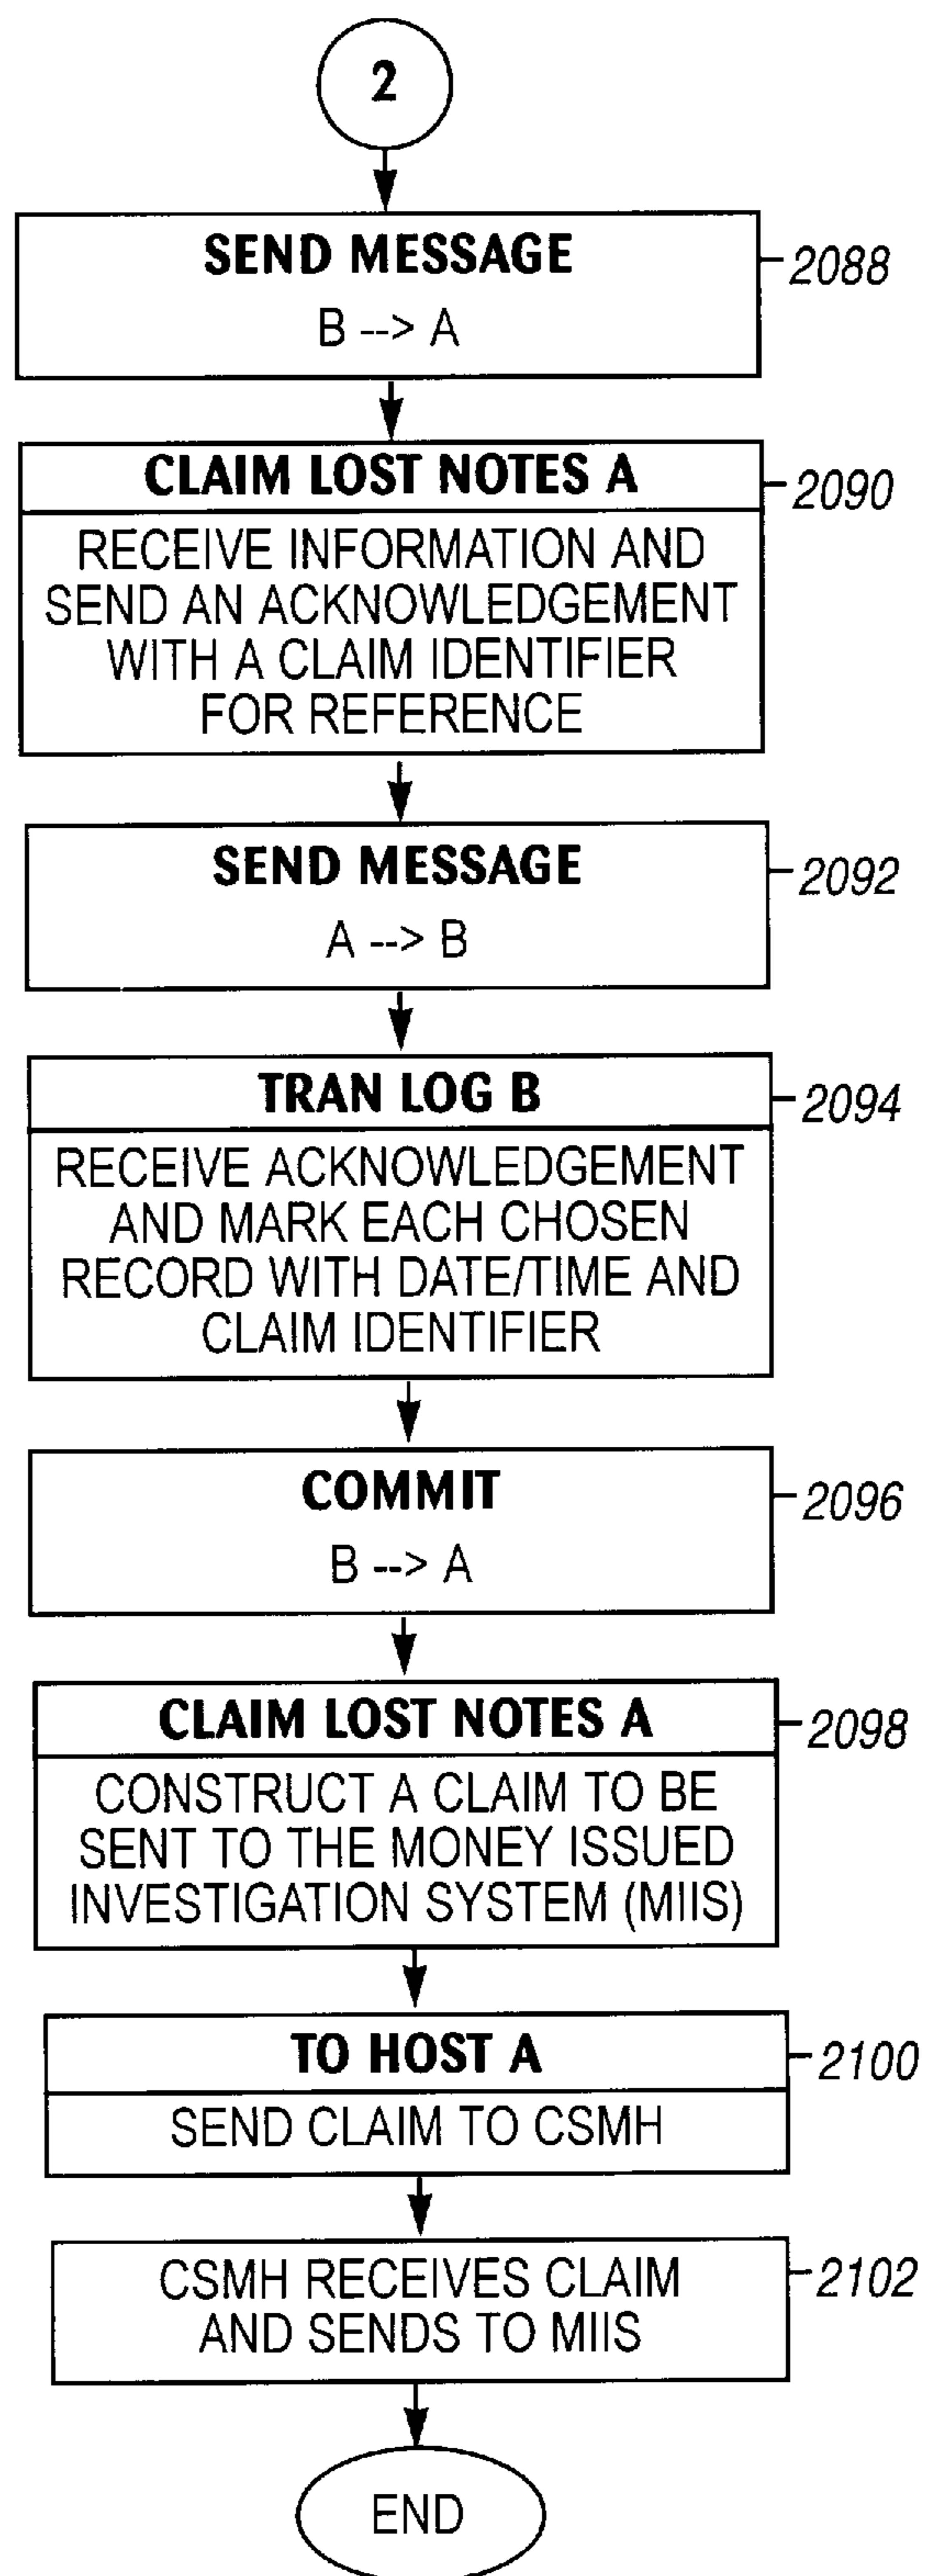 2
SEND MESSAGE
2088
B --> A
CLAIM LOST NOTES A
2090
RECEIVE INFORMATION AND
SEND AN ACKNOWLEDGEMENT
WITH A CLAIM IDENTIFIER
FOR REFERENCE
SEND MESSAGE
2092
A --> B
TRAN LOG B
2094
RECEIVE ACKNOWLEDGEMENT
AND MARK EACH CHOSEN
RECORD WITH DATE/TIME AND
CLAIM IDENTIFIER
COMMIT
2096
B --> A
CLAIM LOST NOTES A
2098
CONSTRUCT A CLAIM TO BE
SENT TO THE MONEY ISSUED
INVESTIGATION SYSTEM (MIIS)
TO HOST A
2100
SEND CLAIM TO CSMH
CSMH RECEIVES CLAIM
2102
AND SENDS TO MIIS
END